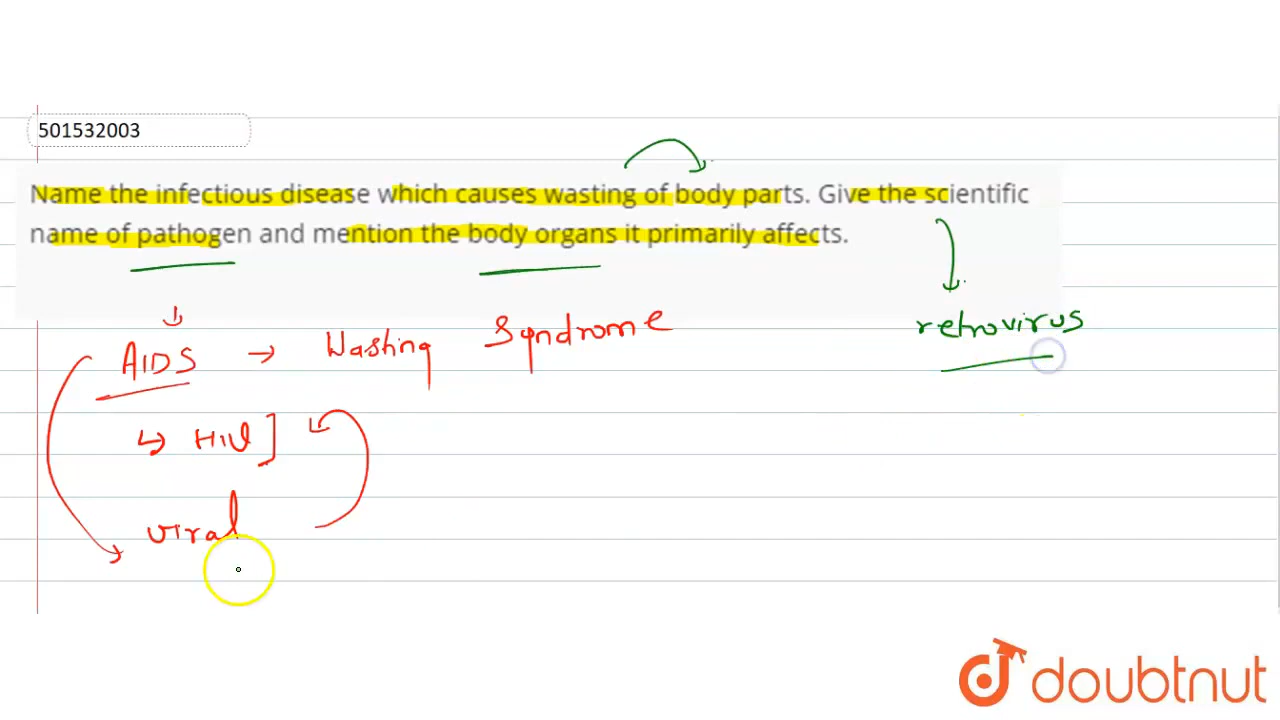 501532003
Name the infectious disease which causes wasting of body parts. Give the scientific
name of pathogen and mention the body organs it primarily affects.
AIDS → Wasting Syndrome
retrovirus
↳ HIV]
viral
doubtnut